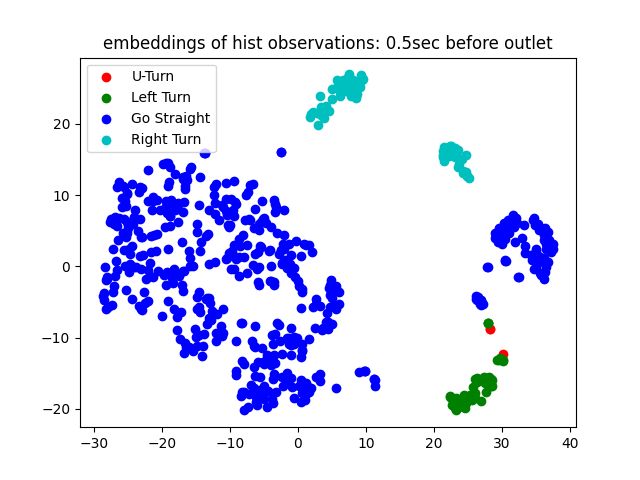 embeddings of hist observations: 0.5sec before outlet
U-Turn
Left Turn
Go Straight
Right Turn
20
10
0
−10
−20
−30 −20 −10 0 10 20 30 40